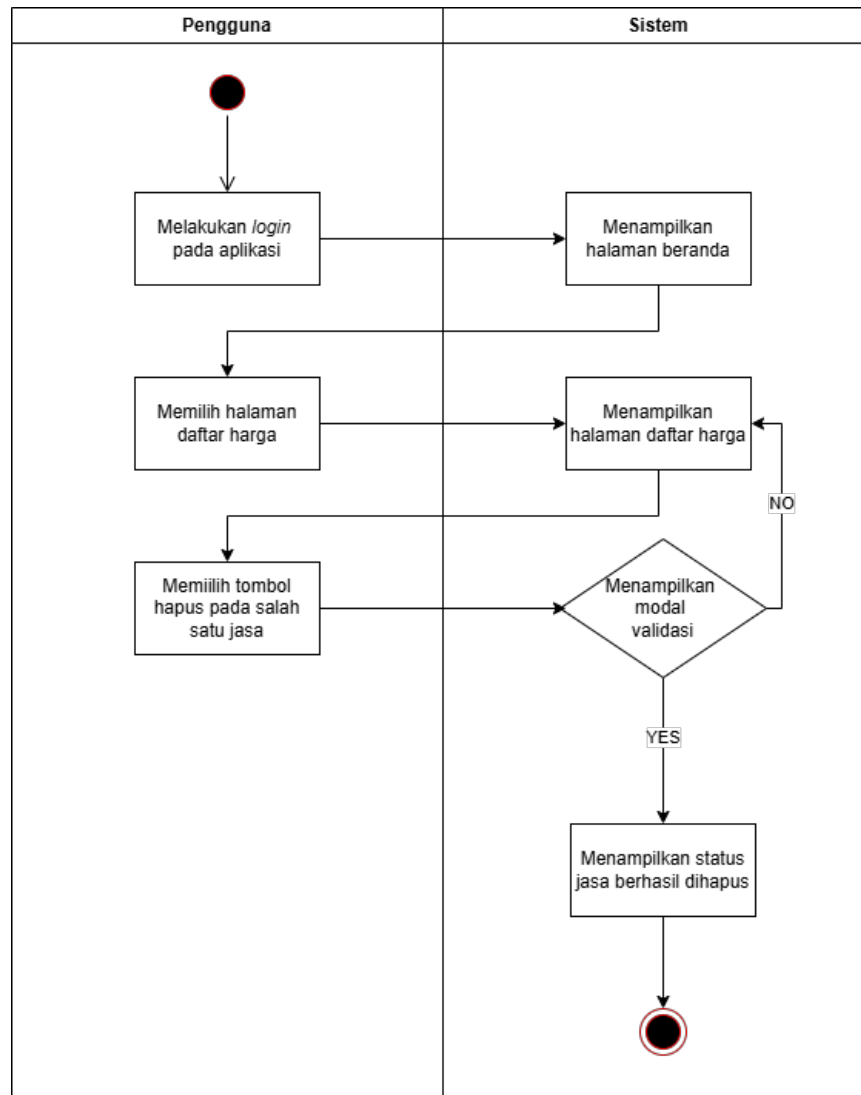 Pengguna
Sistem
Melakukan login
pada aplikasi
Menampilkan
halaman beranda
Memilih halaman
daftar harga
Menampilkan
halaman daftar harga
NO
Memiilih tombol
hapus pada salah
satu jasa
Menampilkan
modal
validasi
YES
Menampilkan status
jasa berhasil dihapus